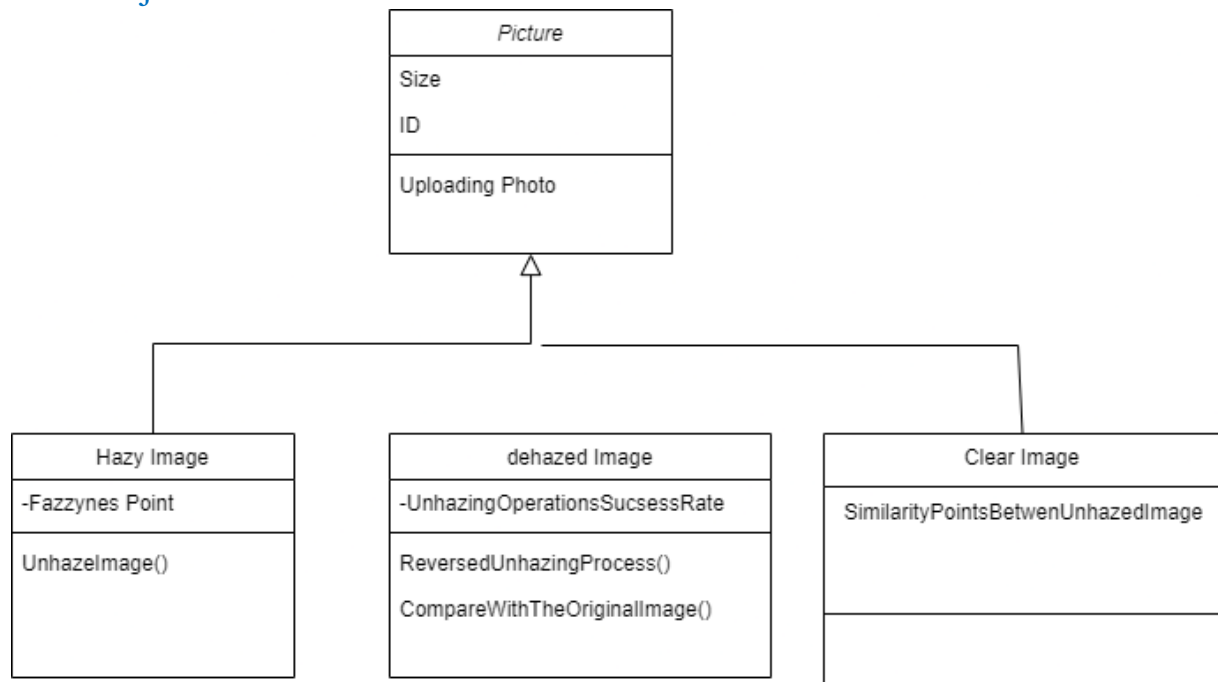 Picture
Size
ID
Uploading Photo
Hazy Image
-Fazzynes Point
UnhazeImage()
dehazed Image
-UnhazingOperationsSucsessRate
ReversedUnhazingProcess()
CompareWithTheOriginalImage()
Clear Image
SimilarityPointsBetwenUnhazedImage